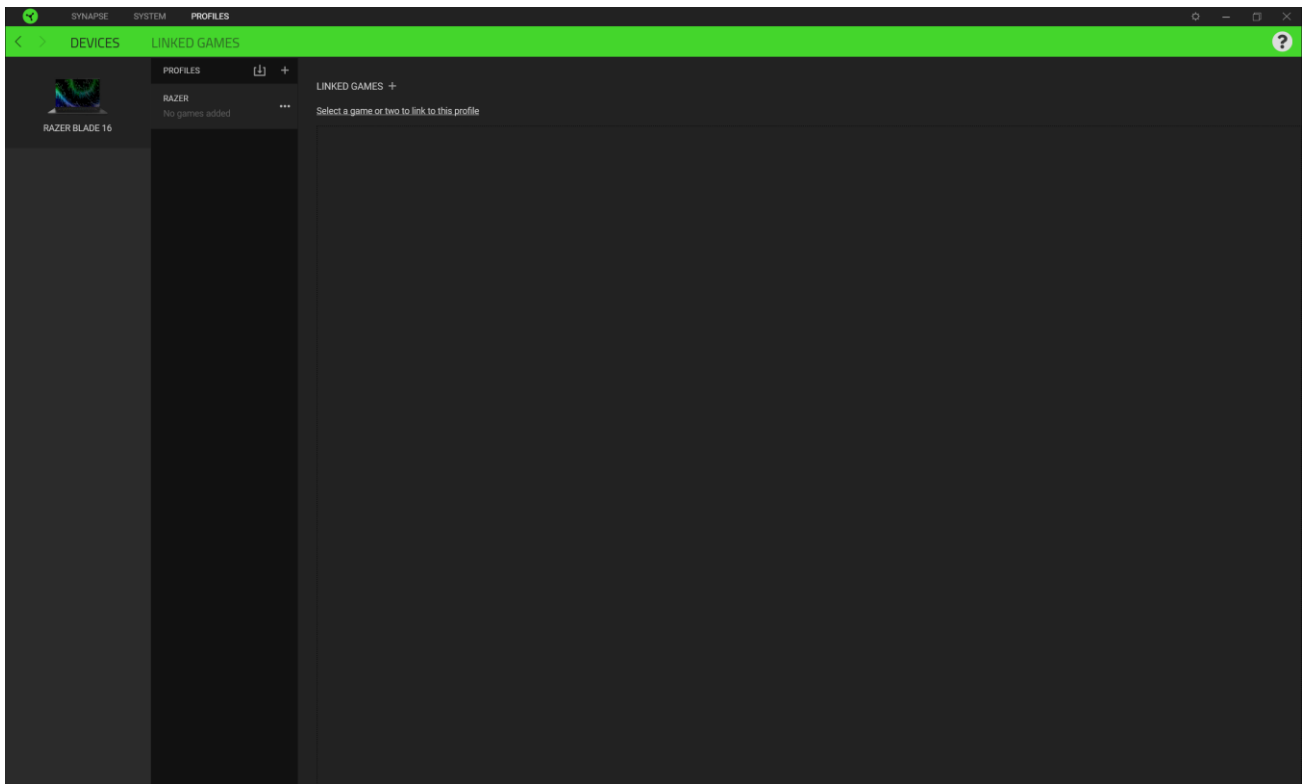 SYNAPSE SYSTEM PROFILES
DEVICES LINKED GAMES
?
RAZER BLADE 16
PROFILES
RAZER
No games added
LINKED GAMES +
Select a game or two to link to this profile